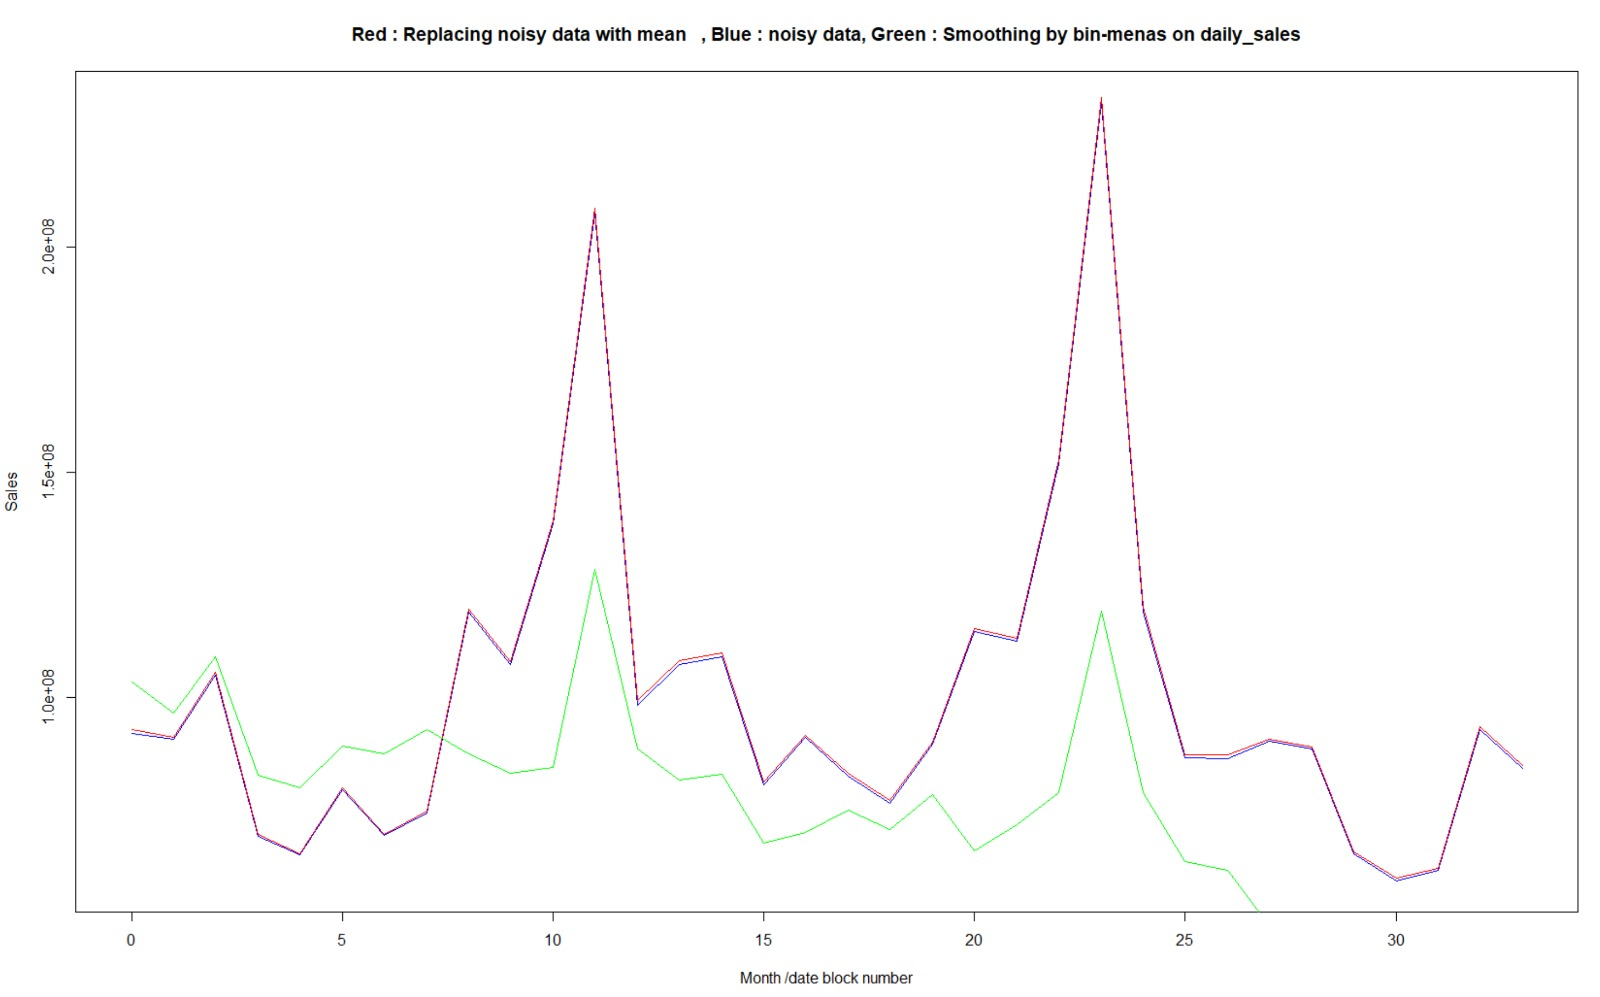 Red : Replacing noisy data with mean   , Blue : noisy data, Green : Smoothing by bin-menas on daily_sales
2.0e+08
1.5e+08
1.0e+08
Sales
0 5 10 15 20 25 30
Month /date block number